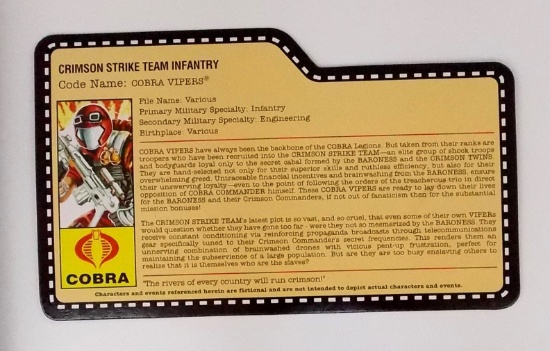 CRIMSON STRIKE TEAM INFANTRY
Code Name: COBRA VIPERS®
File Name: Various
Primary Military Specialty: Infantry
Secondary Military Specialty: Engineering
Birthplace: Various
COBRA VIPERS have always been the backbone of the COBRA Legions. But taken from their ranks are
troopers who have been recruited into the CRIMSON STRIKE TEAM—an elite group of shock troops
and bodyguards loyal only to the secret cabal formed by the BARONESS and the CRIMSON TWINS.
They are hand-selected not only for their superior skills and ruthless efficiency, but also for their
overwhelming greed. Unimaginable financial incentives and brainwashing from the BARONESS, ensure
their unswerving loyalty—even to the point of following the orders of the treacherous trio in direct
opposition of COBRA COMMANDER himself. These COBRA VIPERS are ready to lay down their lives
for the BARONESS and their Crimson Commanders, if not out of fanaticism then for the substantial
mission bonuses!
The CRIMSON STRIKE TEAM's latest plot is so vast, and so cruel, that even some of their own VIPERs
would question whether they have gone too far - were they not so mesmerized by the BARONESS. They
receive constant conditioning via reinforcing propaganda broadcasts through telecommunications
gear specifically tuned to their Crimson Commander's secret frequencies. This renders them an
unnerving combination of brainwashed drones with vicious pent-up frustration, perfect for
maintaining the subservience of a large population. But are they too busy enslaving others to
realize that it is themselves who are the slaves?
COBRA
"The rivers of every country will run crimson!"
Characters and events referenced herein are fictional and are not intended to depict actual characters and events.